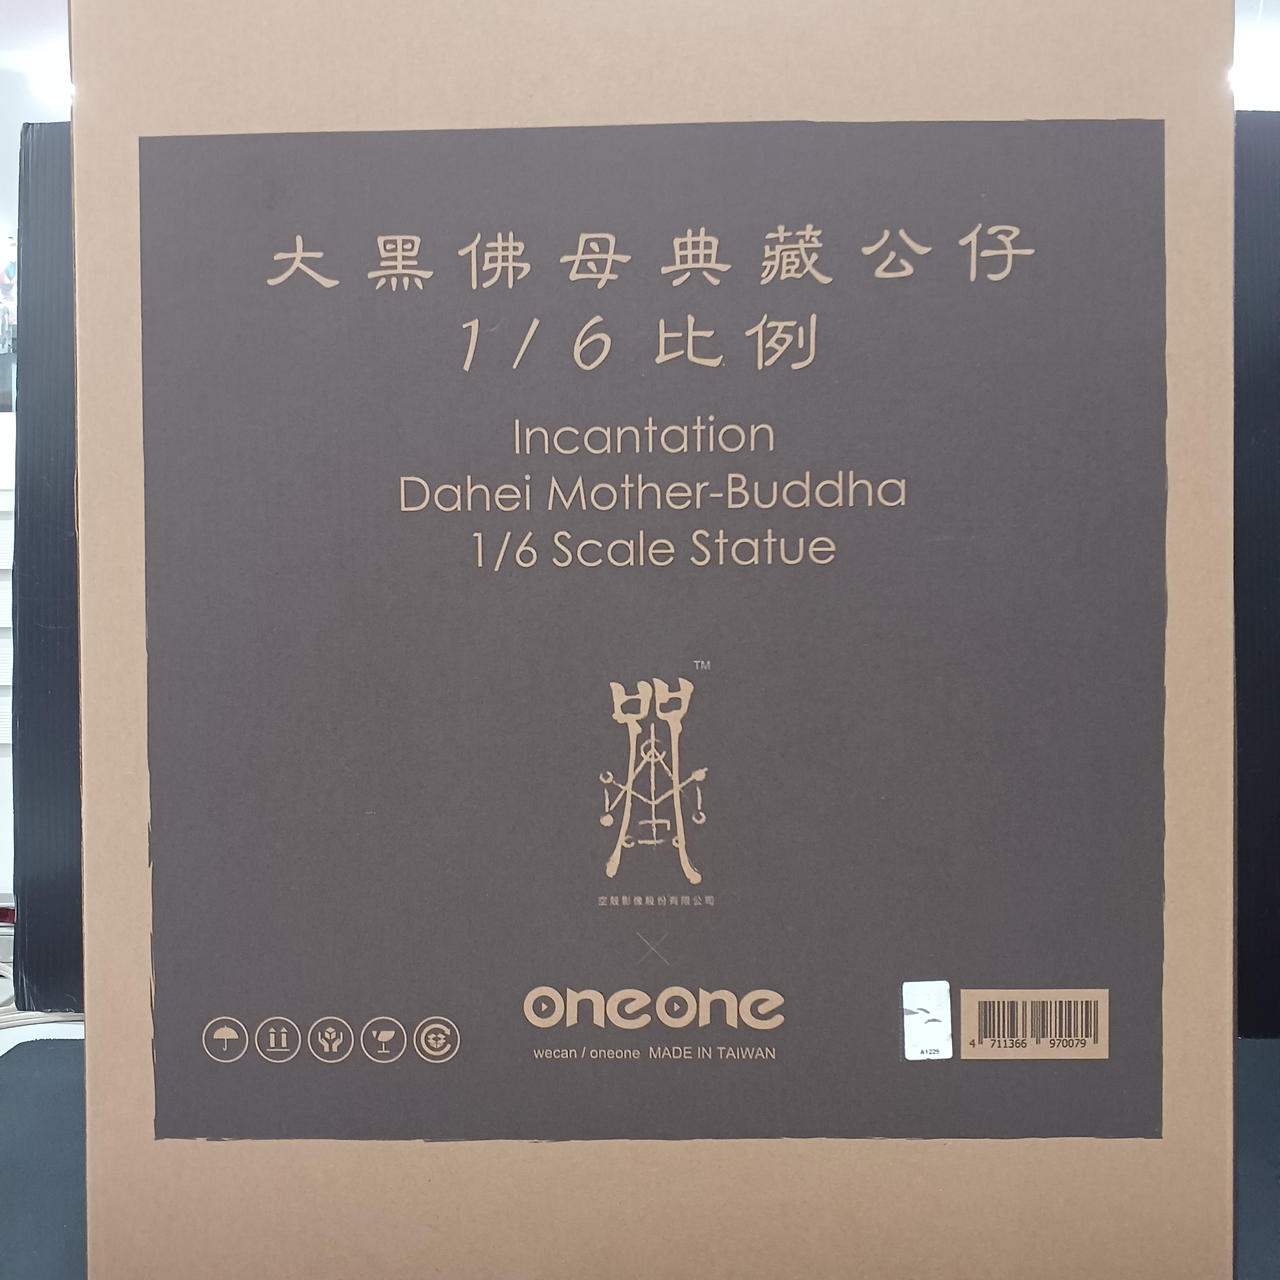 大黑佛母典藏公仔
1/6比例
Incantation
Dahei Mother-Buddha
1/6 Scale Statue
TM
咒
空殼影像股份有限公司
oneone
wecan / oneone MADE IN TAIWAN
A1229
4 711366 970079